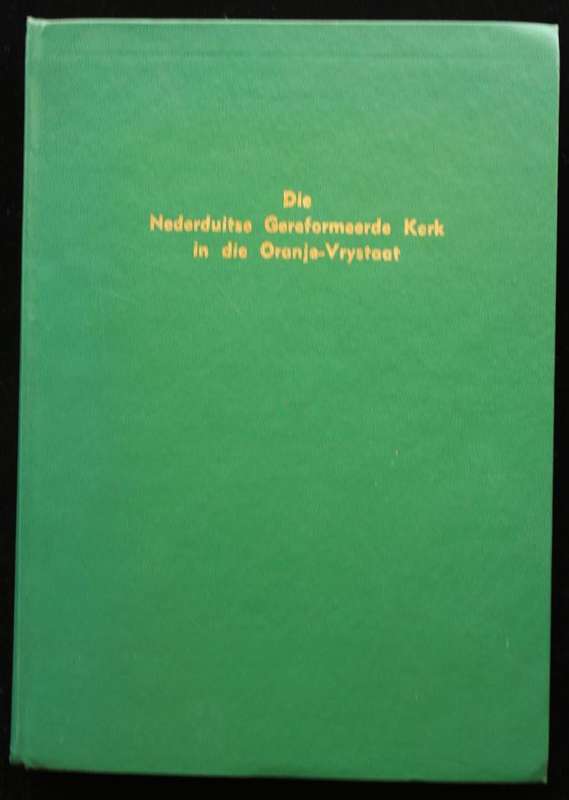 Die
Nederduitse Gereformeerde Kerk
in die Oranje-Vrystaat